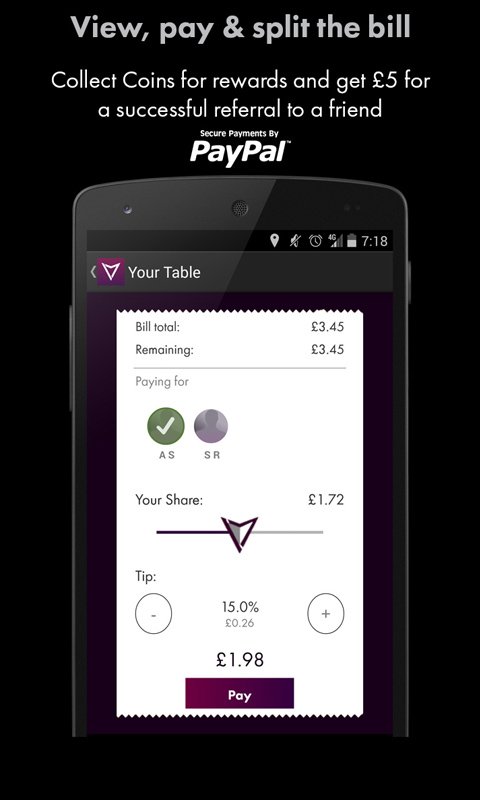 View, pay & split the bill
Collect Coins for rewards and get £5 for
a successful referral to a friend
Secure Payments By
PayPal™
4G 7:18
Your Table
Bill total: £3.45
Remaining: £3.45
Paying for
A S S R
Your Share: £1.72
Tip:
- 15.0% +
£0.26
£1.98
Pay